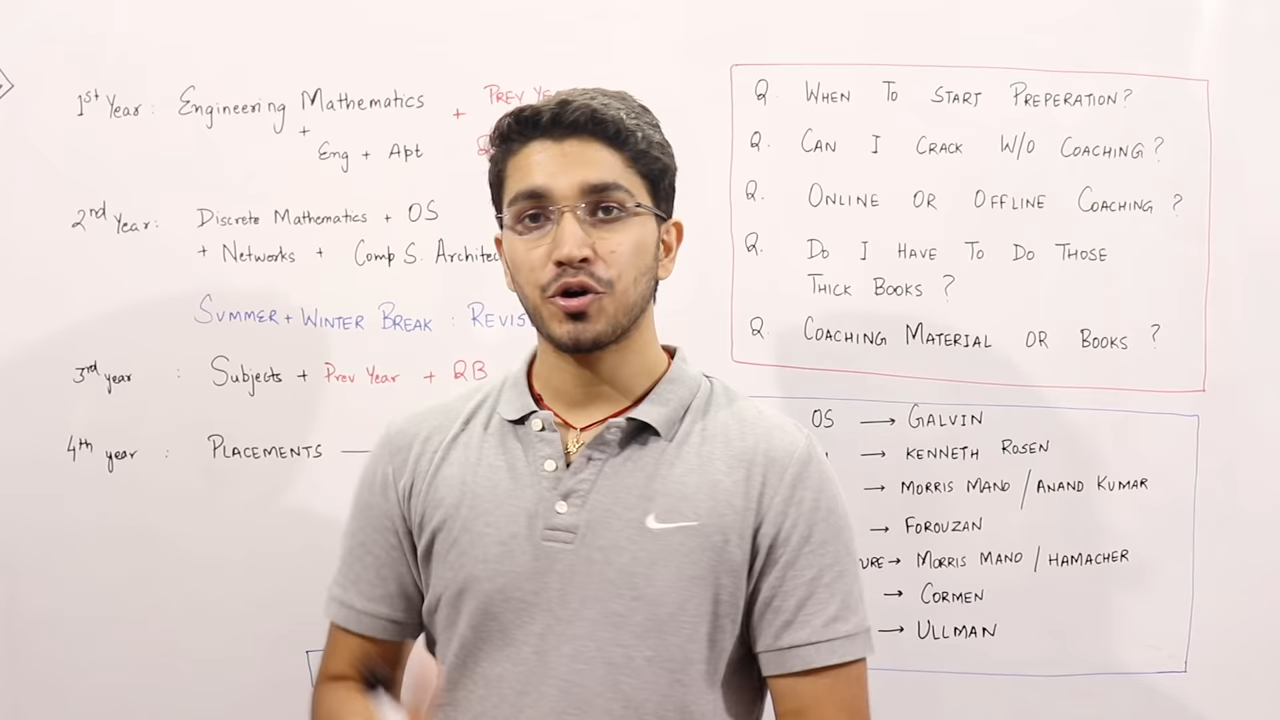 1st Year: Engineering Mathematics + PREV
+
Eng + Apt
2nd Year: Discrete Mathematics + OS
+ Networks + Comp S. Architec
SUMMER + WINTER BREAK : REVIS
3rd year : Subjects + Prev Year + QB
4th year : PLACEMENTS —
Q. WHEN TO START PREPERATION?
Q. CAN I CRACK W/O COACHING?
Q. ONLINE OR OFFLINE COACHING ?
Q. DO I HAVE TO DO THOSE
THICK BOOKS ?
Q. COACHING MATERIAL OR BOOKS ?
OS → GALVIN
→ KENNETH ROSEN
→ MORRIS MANO / ANAND KUMAR
→ FOROUZAN
URE → MORRIS MANO / HAMACHER
→ CORMEN
→ ULLMAN